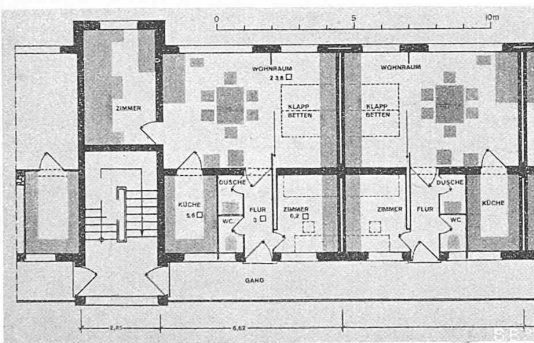 0 5 10m
WOHNRAUM
23,8
WOHNRAUM
ZIMMER
KLAPP
BETTEN
KLAPP
BETTEN
DUSCHE
DUSCHE
KÜCHE
5,6
FLUR
3
ZIMMER
6,2
ZIMMER
FLUR
KÜCHE
WC
WC
GANG
2,85
6,62